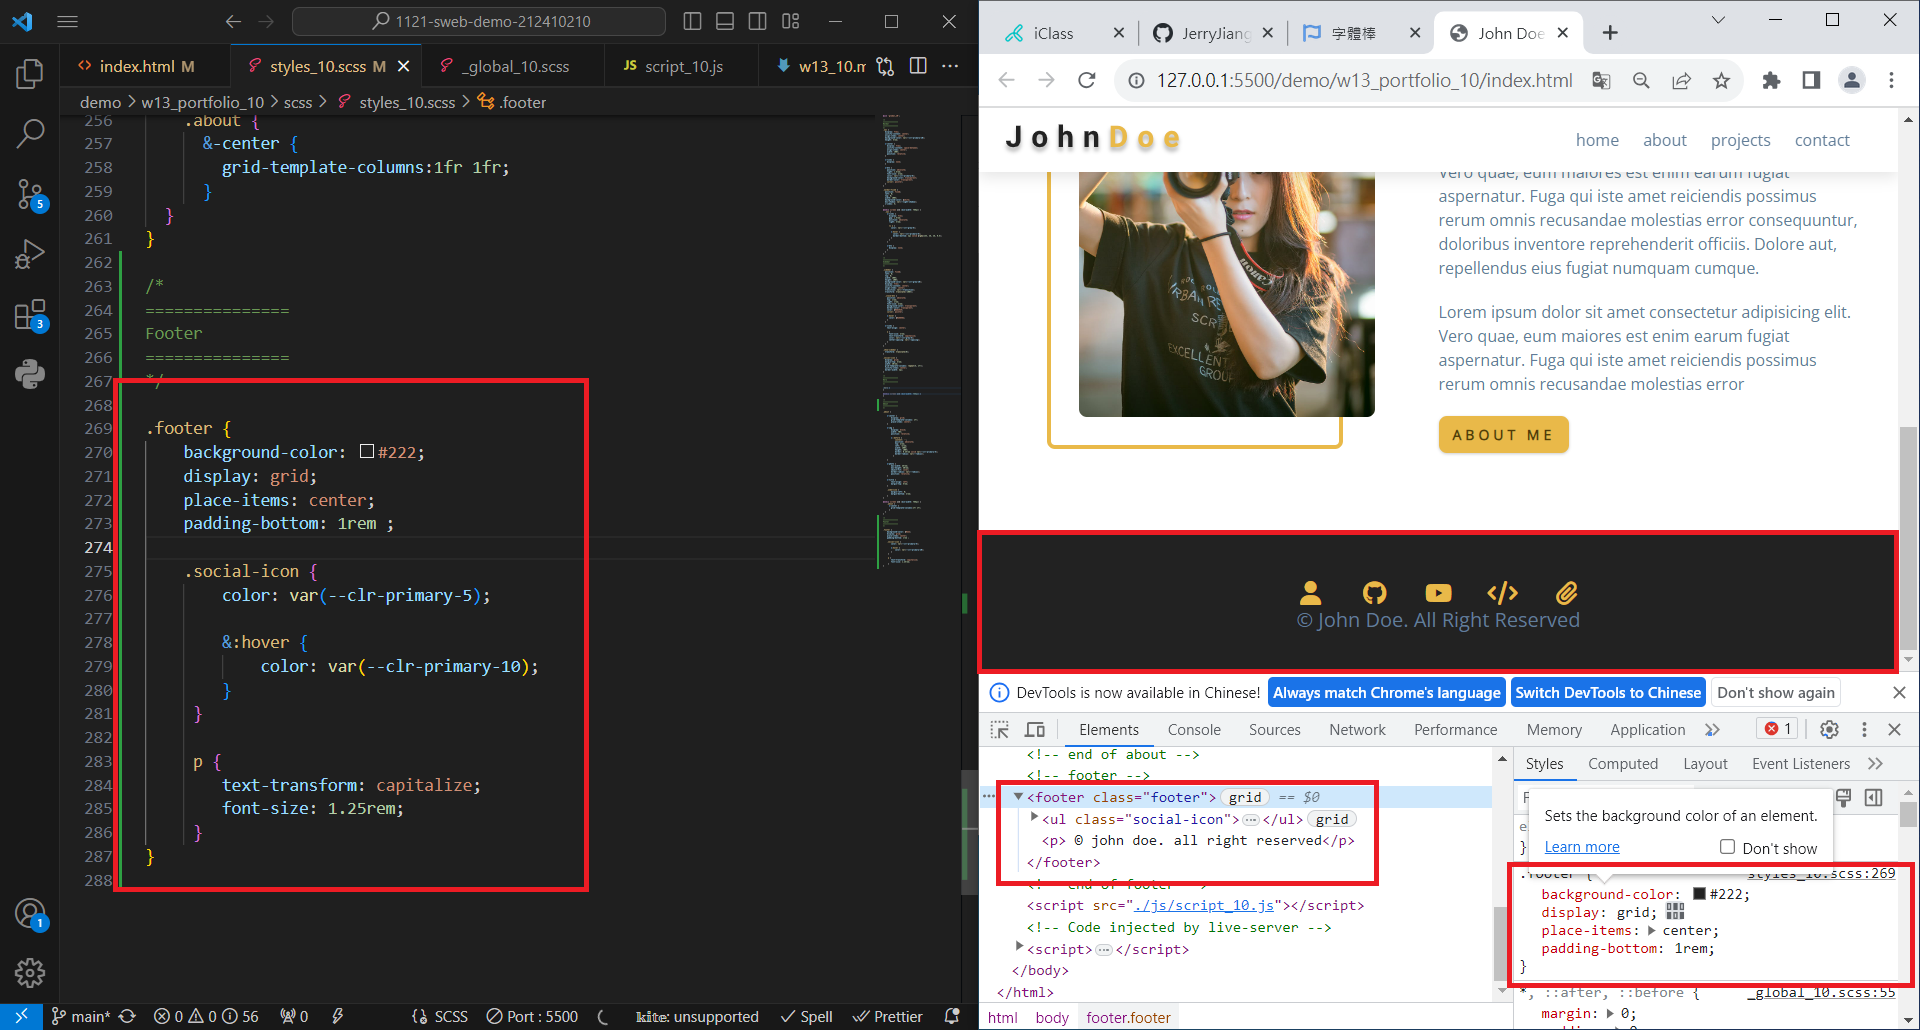 1121-sweb-demo-212410210
index.html M
styles_10.scss M
_global_10.scss
JS script_10.js
w13_10.m
demo > w13_portfolio_10 > scss > styles_10.scss > .footer
256 .about {
257 &-center {
258 grid-template-columns:1fr 1fr;
259 }
260 }
261 }
262
263 /*
264 ===============
265 Footer
266 ===============
267 */
268
269 .footer {
270 background-color: #222;
271 display: grid;
272 place-items: center;
273 padding-bottom: 1rem ;
274
275 .social-icon {
276 color: var(--clr-primary-5);
277
278 &:hover {
279 color: var(--clr-primary-10);
280 }
281 }
282
283 p {
284 text-transform: capitalize;
285 font-size: 1.25rem;
286 }
287 }
288
5
3
1
main*
0 0 56
0
SCSS
Port : 5500
kite: unsupported
Spell
Prettier
iClass
JerryJiang
字體棒
John Doe
127.0.0.1:5500/demo/w13_portfolio_10/index.html
JohnDoe
home about projects contact
Vero quae, eum maiores est enim earum fugiat
aspernatur. Fuga qui iste amet reiciendis possimus
rerum omnis recusandae molestias error consequuntur,
doloribus inventore reprehenderit officiis. Dolore aut,
repellendus eius fugiat numquam cumque.
Lorem ipsum dolor sit amet consectetur adipisicing elit.
Vero quae, eum maiores est enim earum fugiat
aspernatur. Fuga qui iste amet reiciendis possimus
rerum omnis recusandae molestias error
ABOUT ME
URBAN RE
SCR
EXCELLENT
GROUP
© John Doe. All Right Reserved
DevTools is now available in Chinese!
Always match Chrome's language
Switch DevTools to Chinese
Don't show again
Elements Console Sources Network Performance Memory Application
1
<!-- end of about -->
<!-- footer -->
<footer class="footer"> grid == $0
<ul class="social-icon"> … </ul> grid
<p> © john doe. all right reserved</p>
</footer>
<!-- end of footer -->
<script src="./js/script_10.js"></script>
<!-- Code injected by live-server -->
<script> … </script>
</body>
</html>
html body footer.footer
Styles Computed Layout Event Listeners
Sets the background color of an element.
Learn more
Don't show
}
.footer { styles_10.scss:269
background-color: #222;
display: grid;
place-items: center;
padding-bottom: 1rem;
}
*, ::after, ::before { _global_10.scss:55
margin: 0;